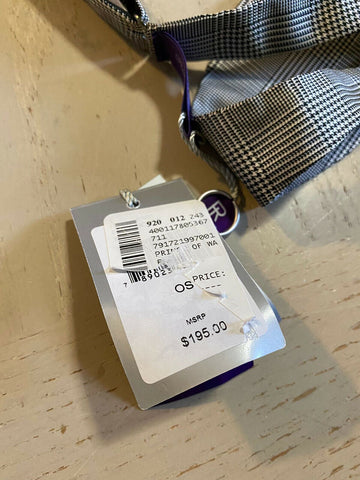 920 012 243
400117805367
711
791721997001
PRINCE OF WA
PRICE:
OS ---
MSRP
$195.00